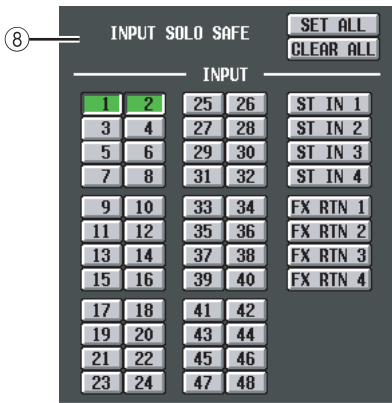 8
INPUT SOLO SAFE
SET ALL
CLEAR ALL
INPUT
1 2 25 26 ST IN 1
3 4 27 28 ST IN 2
5 6 29 30 ST IN 3
7 8 31 32 ST IN 4
9 10 33 34 FX RTN 1
11 12 35 36 FX RTN 2
13 14 37 38 FX RTN 3
15 16 39 40 FX RTN 4
17 18 41 42
19 20 43 44
21 22 45 46
23 24 47 48